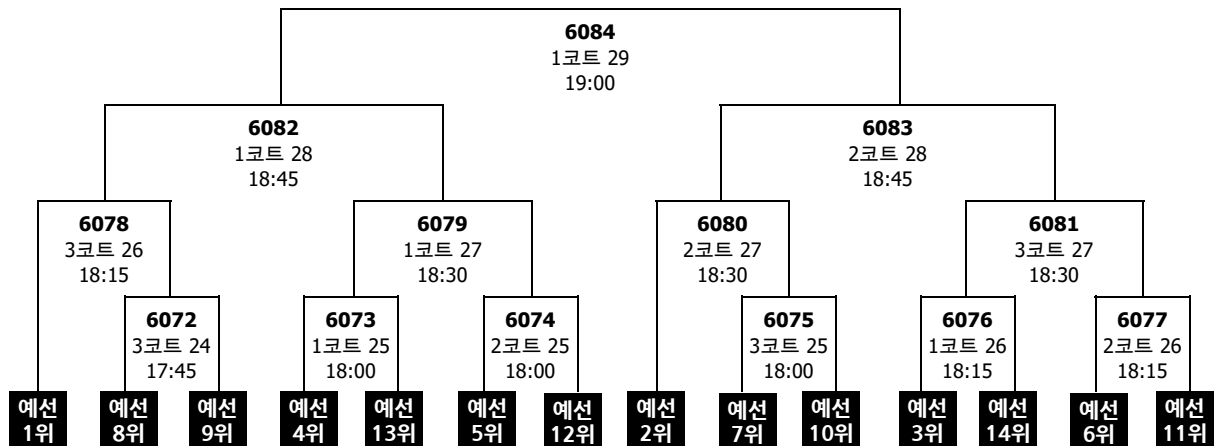 6084
1코트 29
19:00
6082
1코트 28
18:45
6083
2코트 28
18:45
6078
3코트 26
18:15
6079
1코트 27
18:30
6080
2코트 27
18:30
6081
3코트 27
18:30
6072
3코트 24
17:45
6073
1코트 25
18:00
6074
2코트 25
18:00
6075
3코트 25
18:00
6076
1코트 26
18:15
6077
2코트 26
18:15
예선
1위
예선
8위
예선
9위
예선
4위
예선
13위
예선
5위
예선
12위
예선
2위
예선
7위
예선
10위
예선
3위
예선
14위
예선
6위
예선
11위